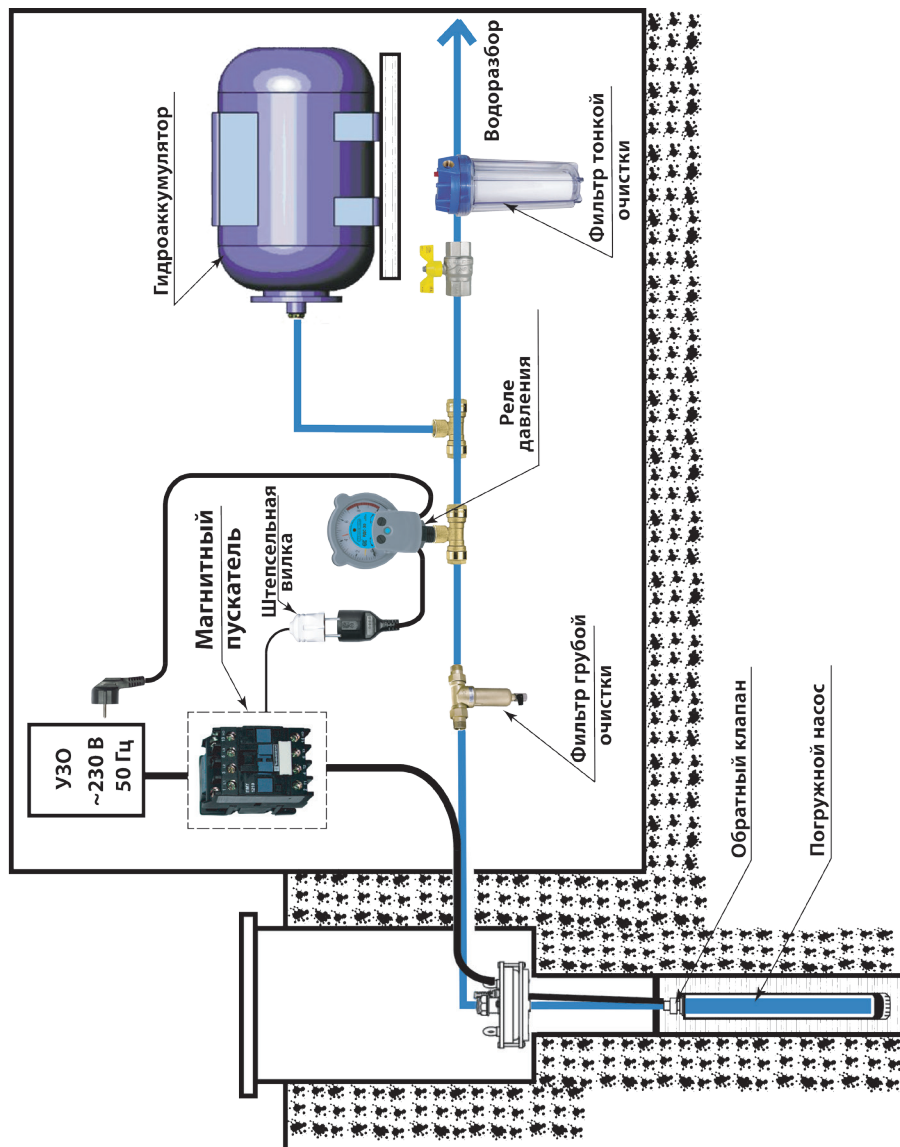 УЗО
~230 В
50 Гц
Магнитный
пускатель
Штепсельная
вилка
Гидроаккумулятор
Реле
давления
Водоразбор
Фильтр тонкой
очистки
Фильтр грубой
очистки
Обратный клапан
Погружной насос